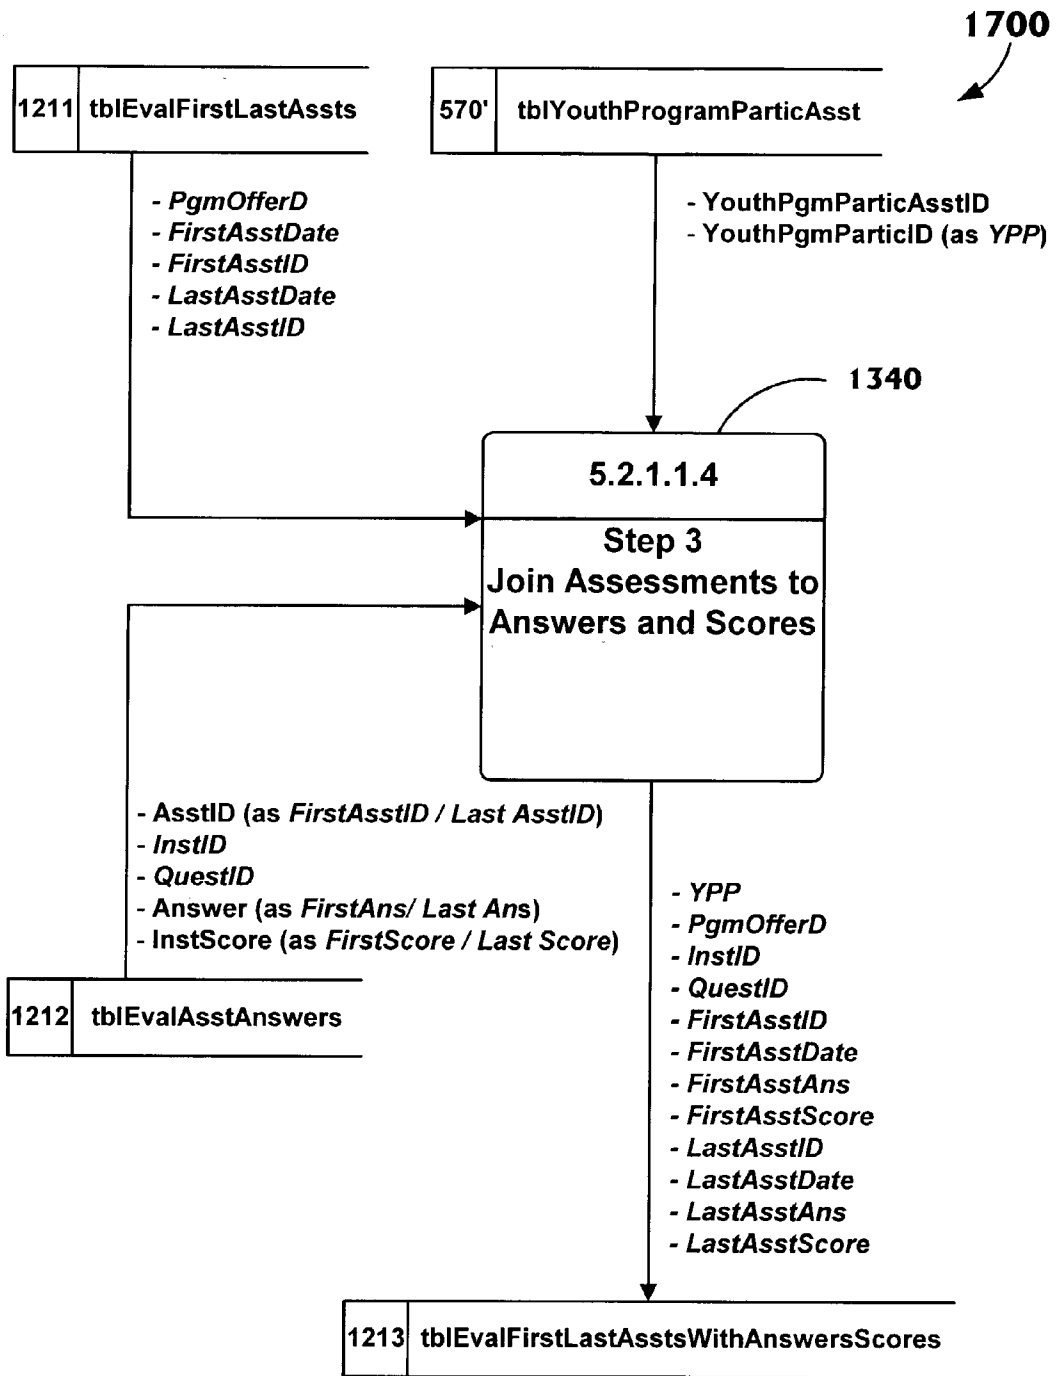 1700
1211 tblEvalFirstLastAssts
570' tblYouthProgramParticAsst
- PgmOfferD
- FirstAsstDate
- FirstAsstID
- LastAsstDate
- LastAsstID
- YouthPgmParticAsstID
- YouthPgmParticID (as YPP)
1340
5.2.1.1.4
Step 3
Join Assessments to
Answers and Scores
- AsstID (as FirstAsstID / Last AsstID)
- InstID
- QuestID
- Answer (as FirstAns/ Last Ans)
- InstScore (as FirstScore / Last Score)
1212 tblEvalAsstAnswers
- YPP
- PgmOfferD
- InstID
- QuestID
- FirstAsstID
- FirstAsstDate
- FirstAsstAns
- FirstAsstScore
- LastAsstID
- LastAsstDate
- LastAsstAns
- LastAsstScore
1213 tblEvalFirstLastAsstsWithAnswersScores